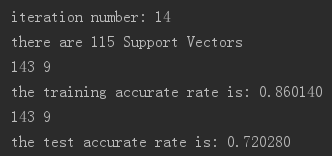 iteration number: 14
there are 115 Support Vectors
143 9
the training accurate rate is: 0.860140
143 9
the test accurate rate is: 0.720280